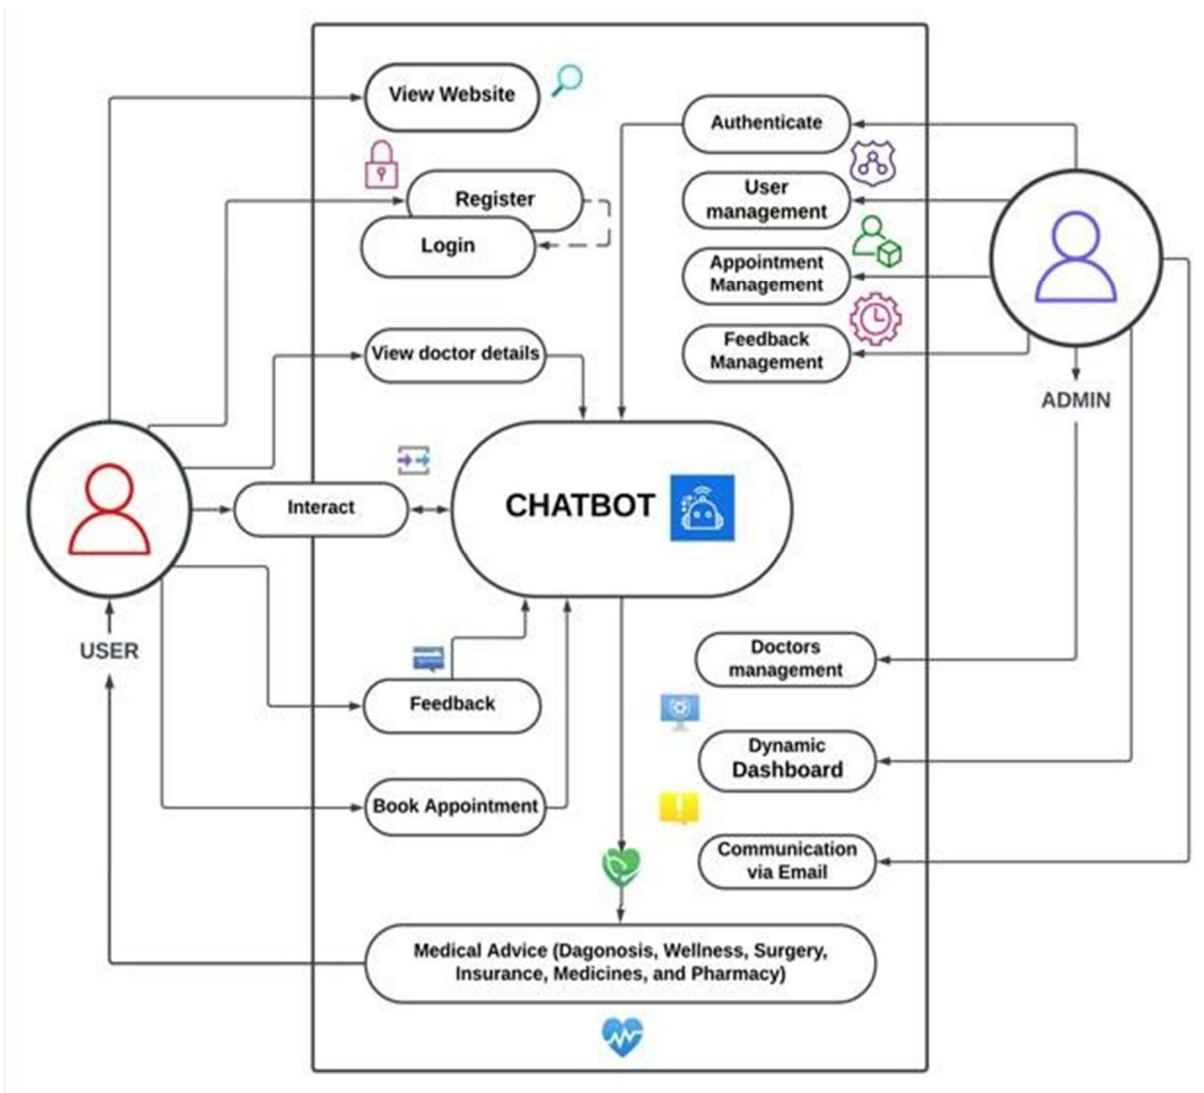 View Website
Authenticate
Register
Login
User
management
Appointment
Management
Feedback
Management
View doctor details
ADMIN
Interact
CHATBOT
USER
Feedback
Doctors
management
Dynamic
Dashboard
Book Appointment
Communication
via Email
Medical Advice (Dagonosis, Wellness, Surgery,
Insurance, Medicines, and Pharmacy)